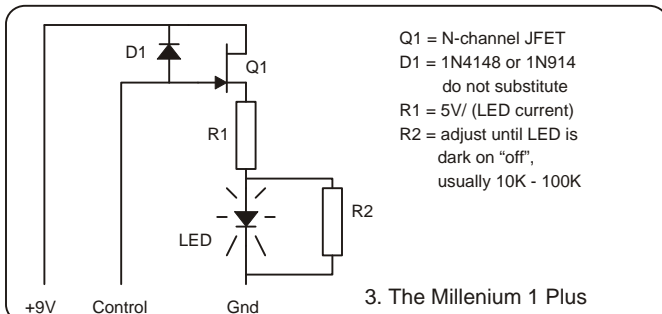 D1
Q1
R1
R2
LED
+9V
Control
Gnd
Q1 = N-channel JFET
D1 = 1N4148 or 1N914
do not substitute
R1 = 5V/ (LED current)
R2 = adjust until LED is
dark on “off”,
usually 10K - 100K
3. The Millenium 1 Plus